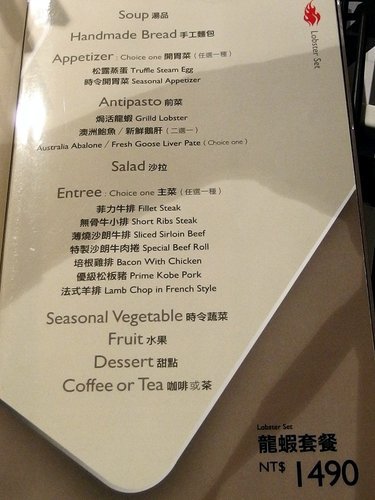 Soup 湯品
Lobster Set
Handmade Bread 手工麵包
Appetizer : Choice one 開胃菜 (任選一種)
松露蒸蛋 Truffle Steam Egg
時令開胃菜 Seasonal Appetizer
Antipasto 前菜
焗活龍蝦 Grilld Lobster
澳洲鮑魚 / 新鮮鵝肝 (二選一)
Australia Abalone / Fresh Goose Liver Pate (Choice one)
Salad 沙拉
Entree : Choice one 主菜 (任選一種)
菲力牛排 Fillet Steak
無骨牛小排 Short Ribs Steak
薄燒沙朗牛排 Sliced Sirloin Beef
特製沙朗牛肉捲 Special Beef Roll
培根雞排 Bacon With Chicken
優級松板豬 Prime Kobe Pork
法式羊排 Lamb Chop in French Style
Seasonal Vegetable 時令蔬菜
Fruit 水果
Dessert 甜點
Coffee or Tea 咖啡或茶
Lobster Set
龍蝦套餐
NT$ 1490